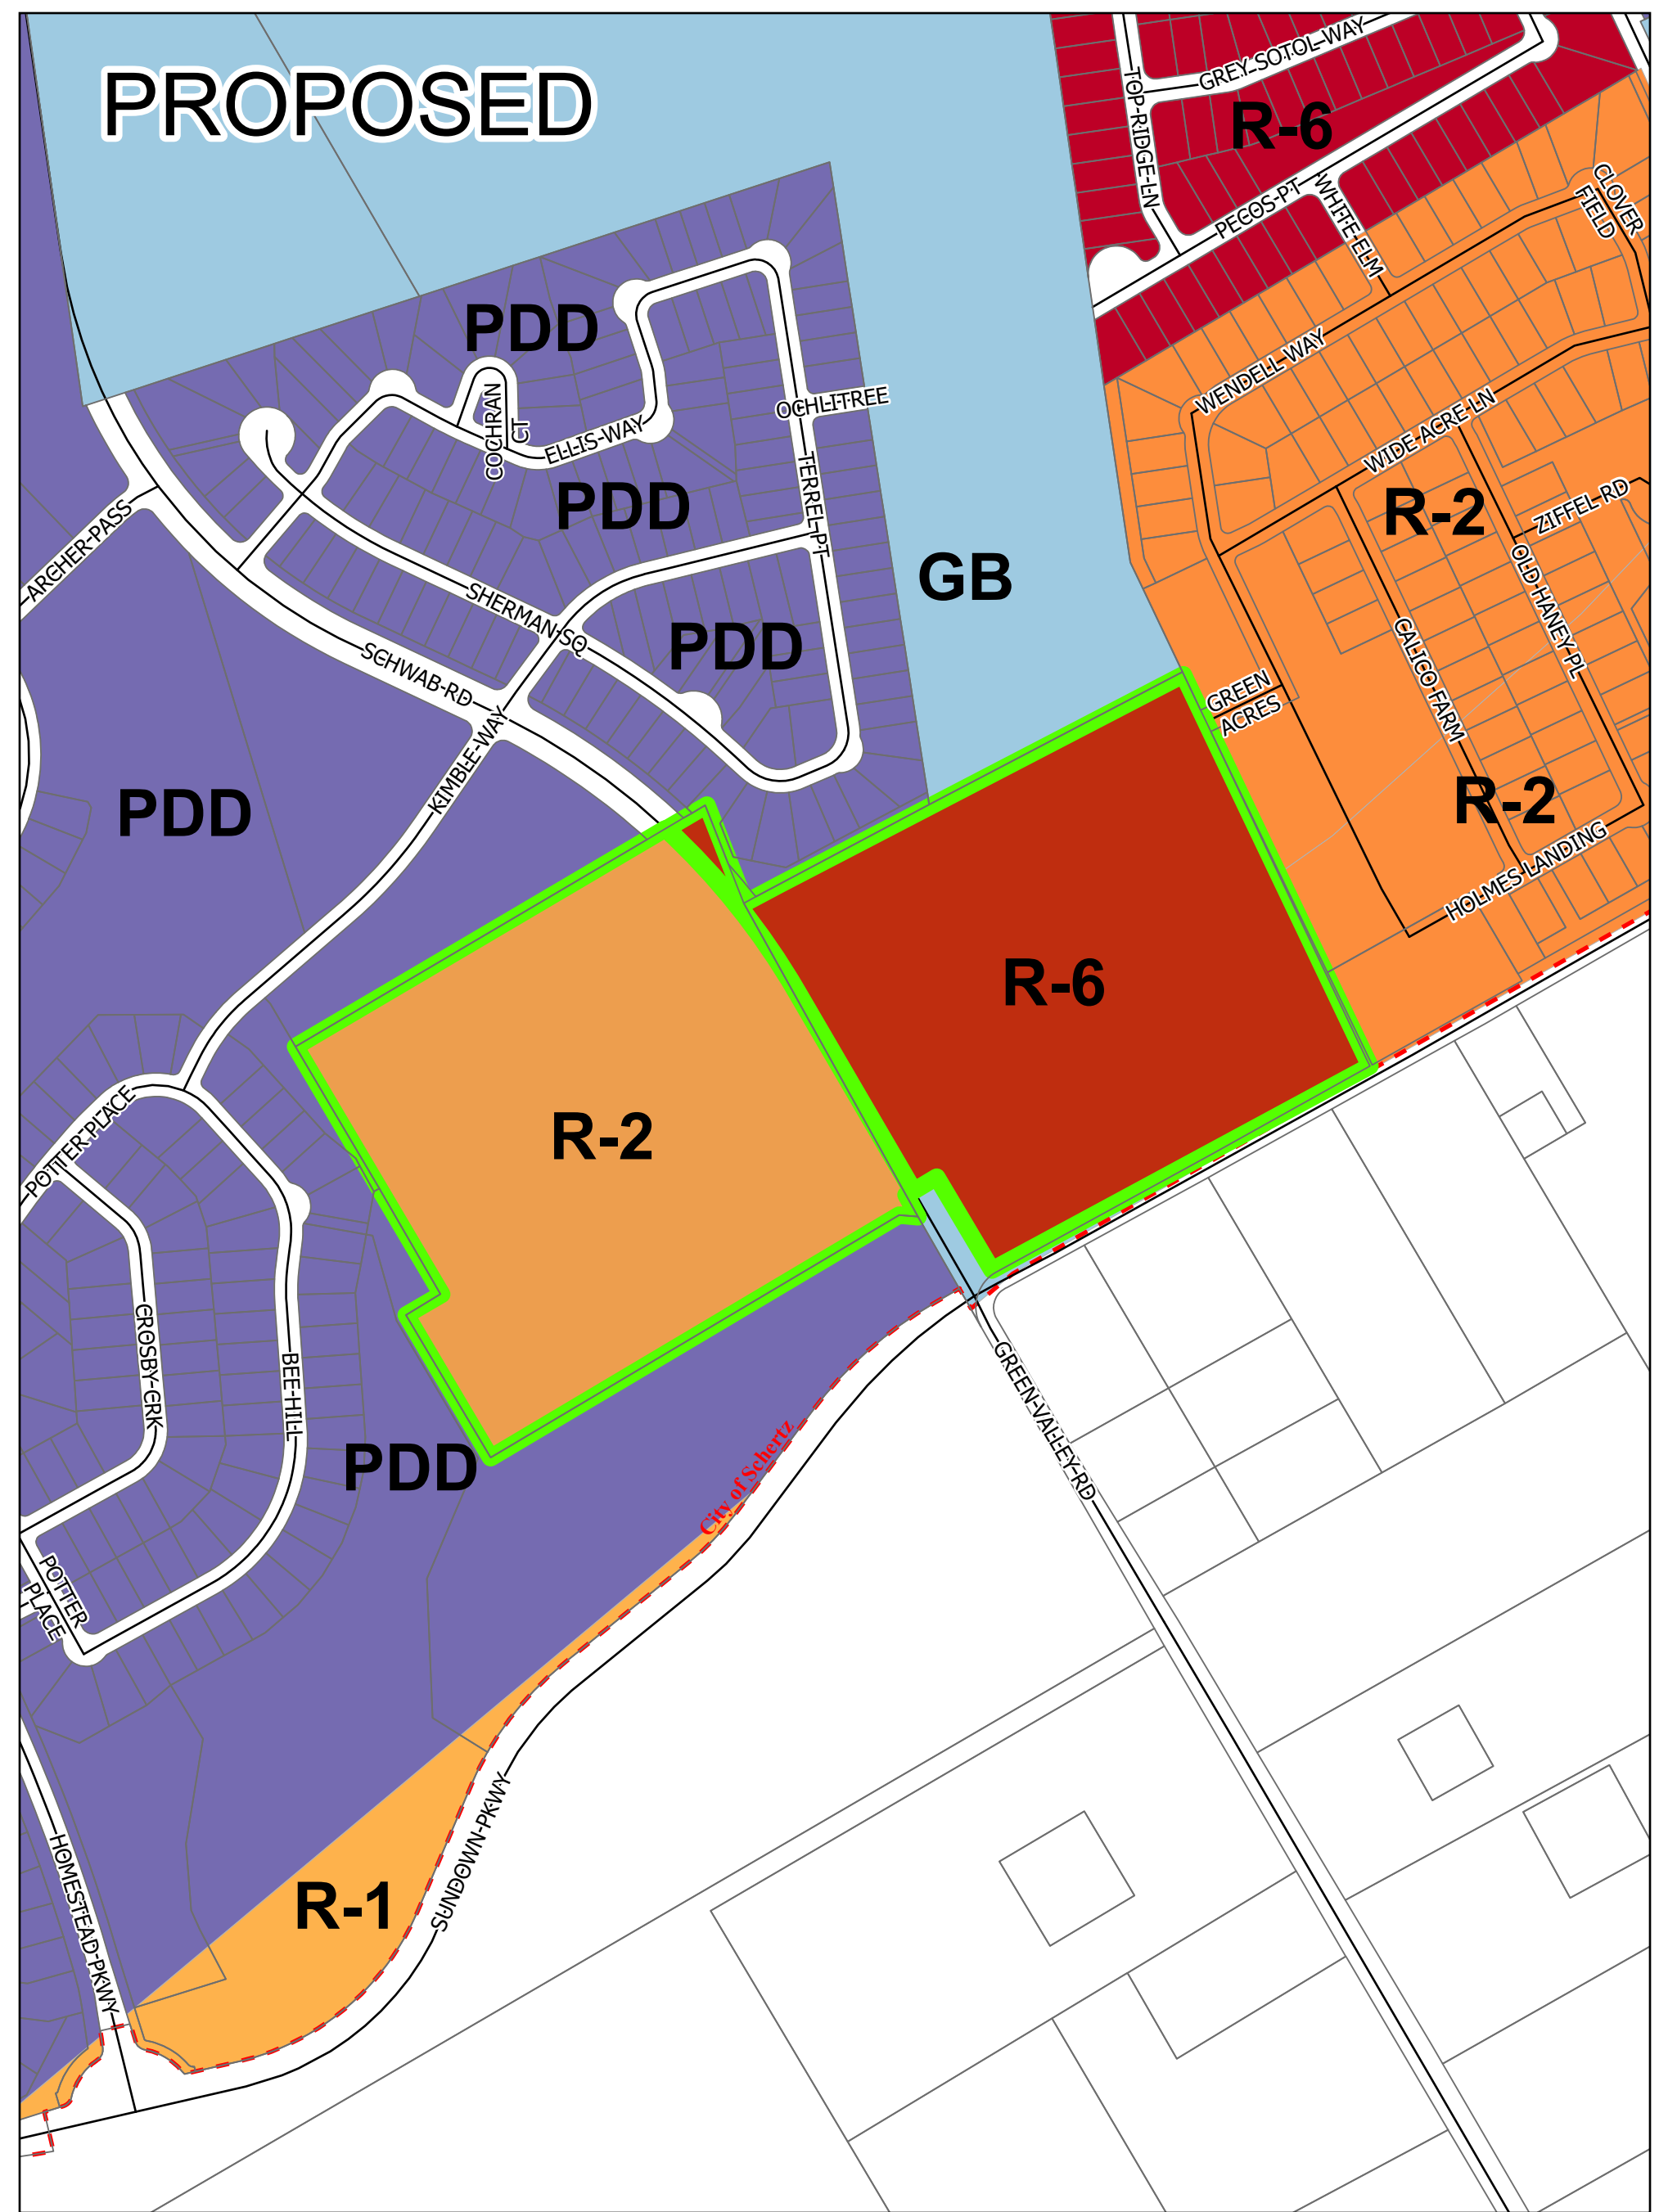 PROPOSED
GREY SOTOL WAY
TOP RIDGE LN
R-6
PECOS PT
WHITE ELM
CLOVER
FIELD
PDD
WENDELL WAY
OCHLITREE
COCHRAN
CT
ELLIS WAY
WIDE ACRE LN
PDD
TERREL PT
R-2
ZIFFEL RD
ARCHER PASS
GB
OLD HANEY PL
SHERMAN SQ
PDD
SCHWAB RD
CALICO FARM
GREEN
ACRES
KIMBLE WAY
PDD
R-2
HOLMES LANDING
R-6
R-2
POTTER PLACE
CROSBY CRK
BEE HILL
GREEN VALLEY RD
PDD
City of Schertz
POTTER
PLACE
SUNDOWN PKWY
HOMESTEAD PKWY
R-1